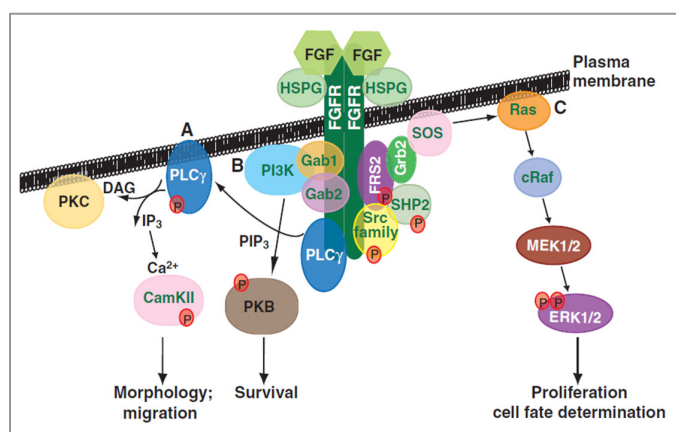 FGF
FGF
Plasma
membrane
HSPG
HSPG
FGFR
FGFR
Ras
C
SOS
A
Grb2
B
PI3K
Gab1
PLCγ
FRS2
cRaf
DAG
Gab2
PKC
P
P
SHP2
IP3
Src
family
P
MEK1/2
PIP3
PLCγ
P
Ca2+
P
CamKII
P
PKB
P
P
ERK1/2
Morphology;
migration
Survival
Proliferation
cell fate determination